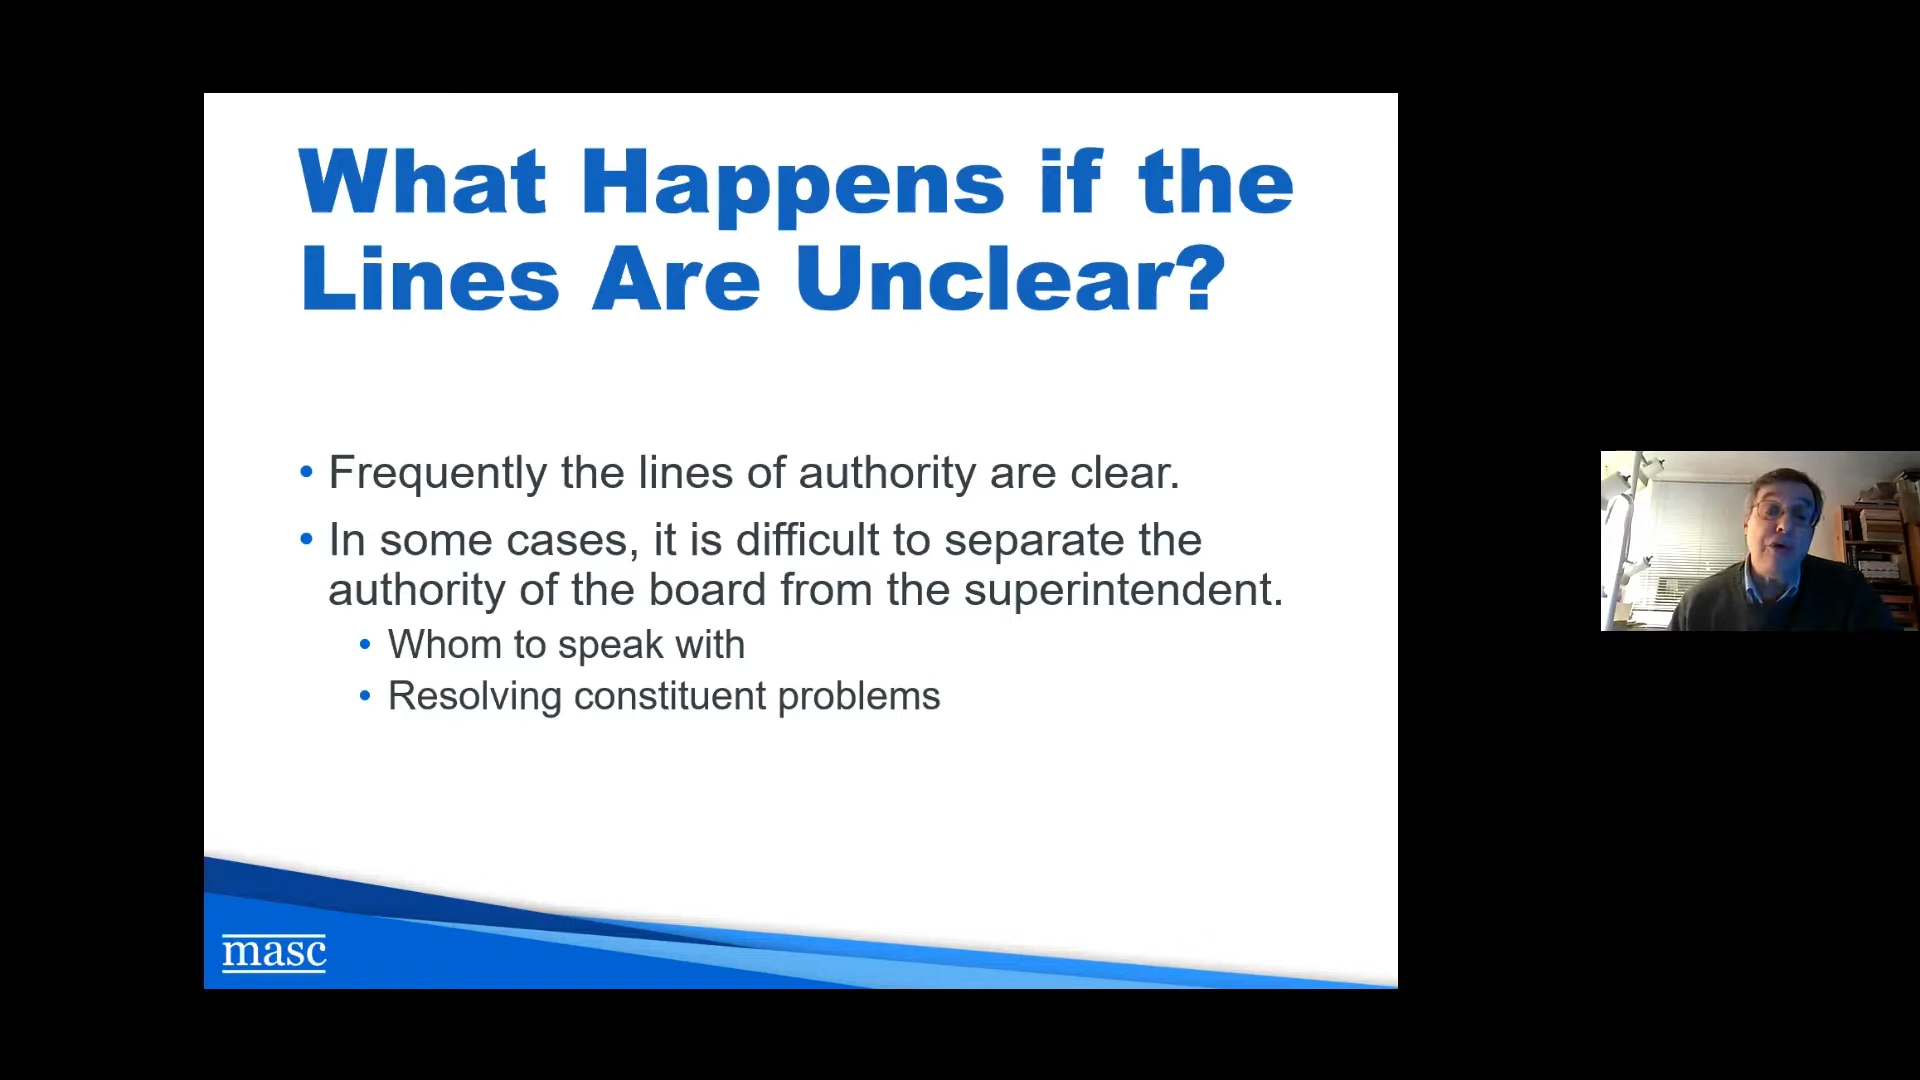 What Happens if the
Lines Are Unclear?
• Frequently the lines of authority are clear.
• In some cases, it is difficult to separate the
authority of the board from the superintendent.
• Whom to speak with
• Resolving constituent problems
masc